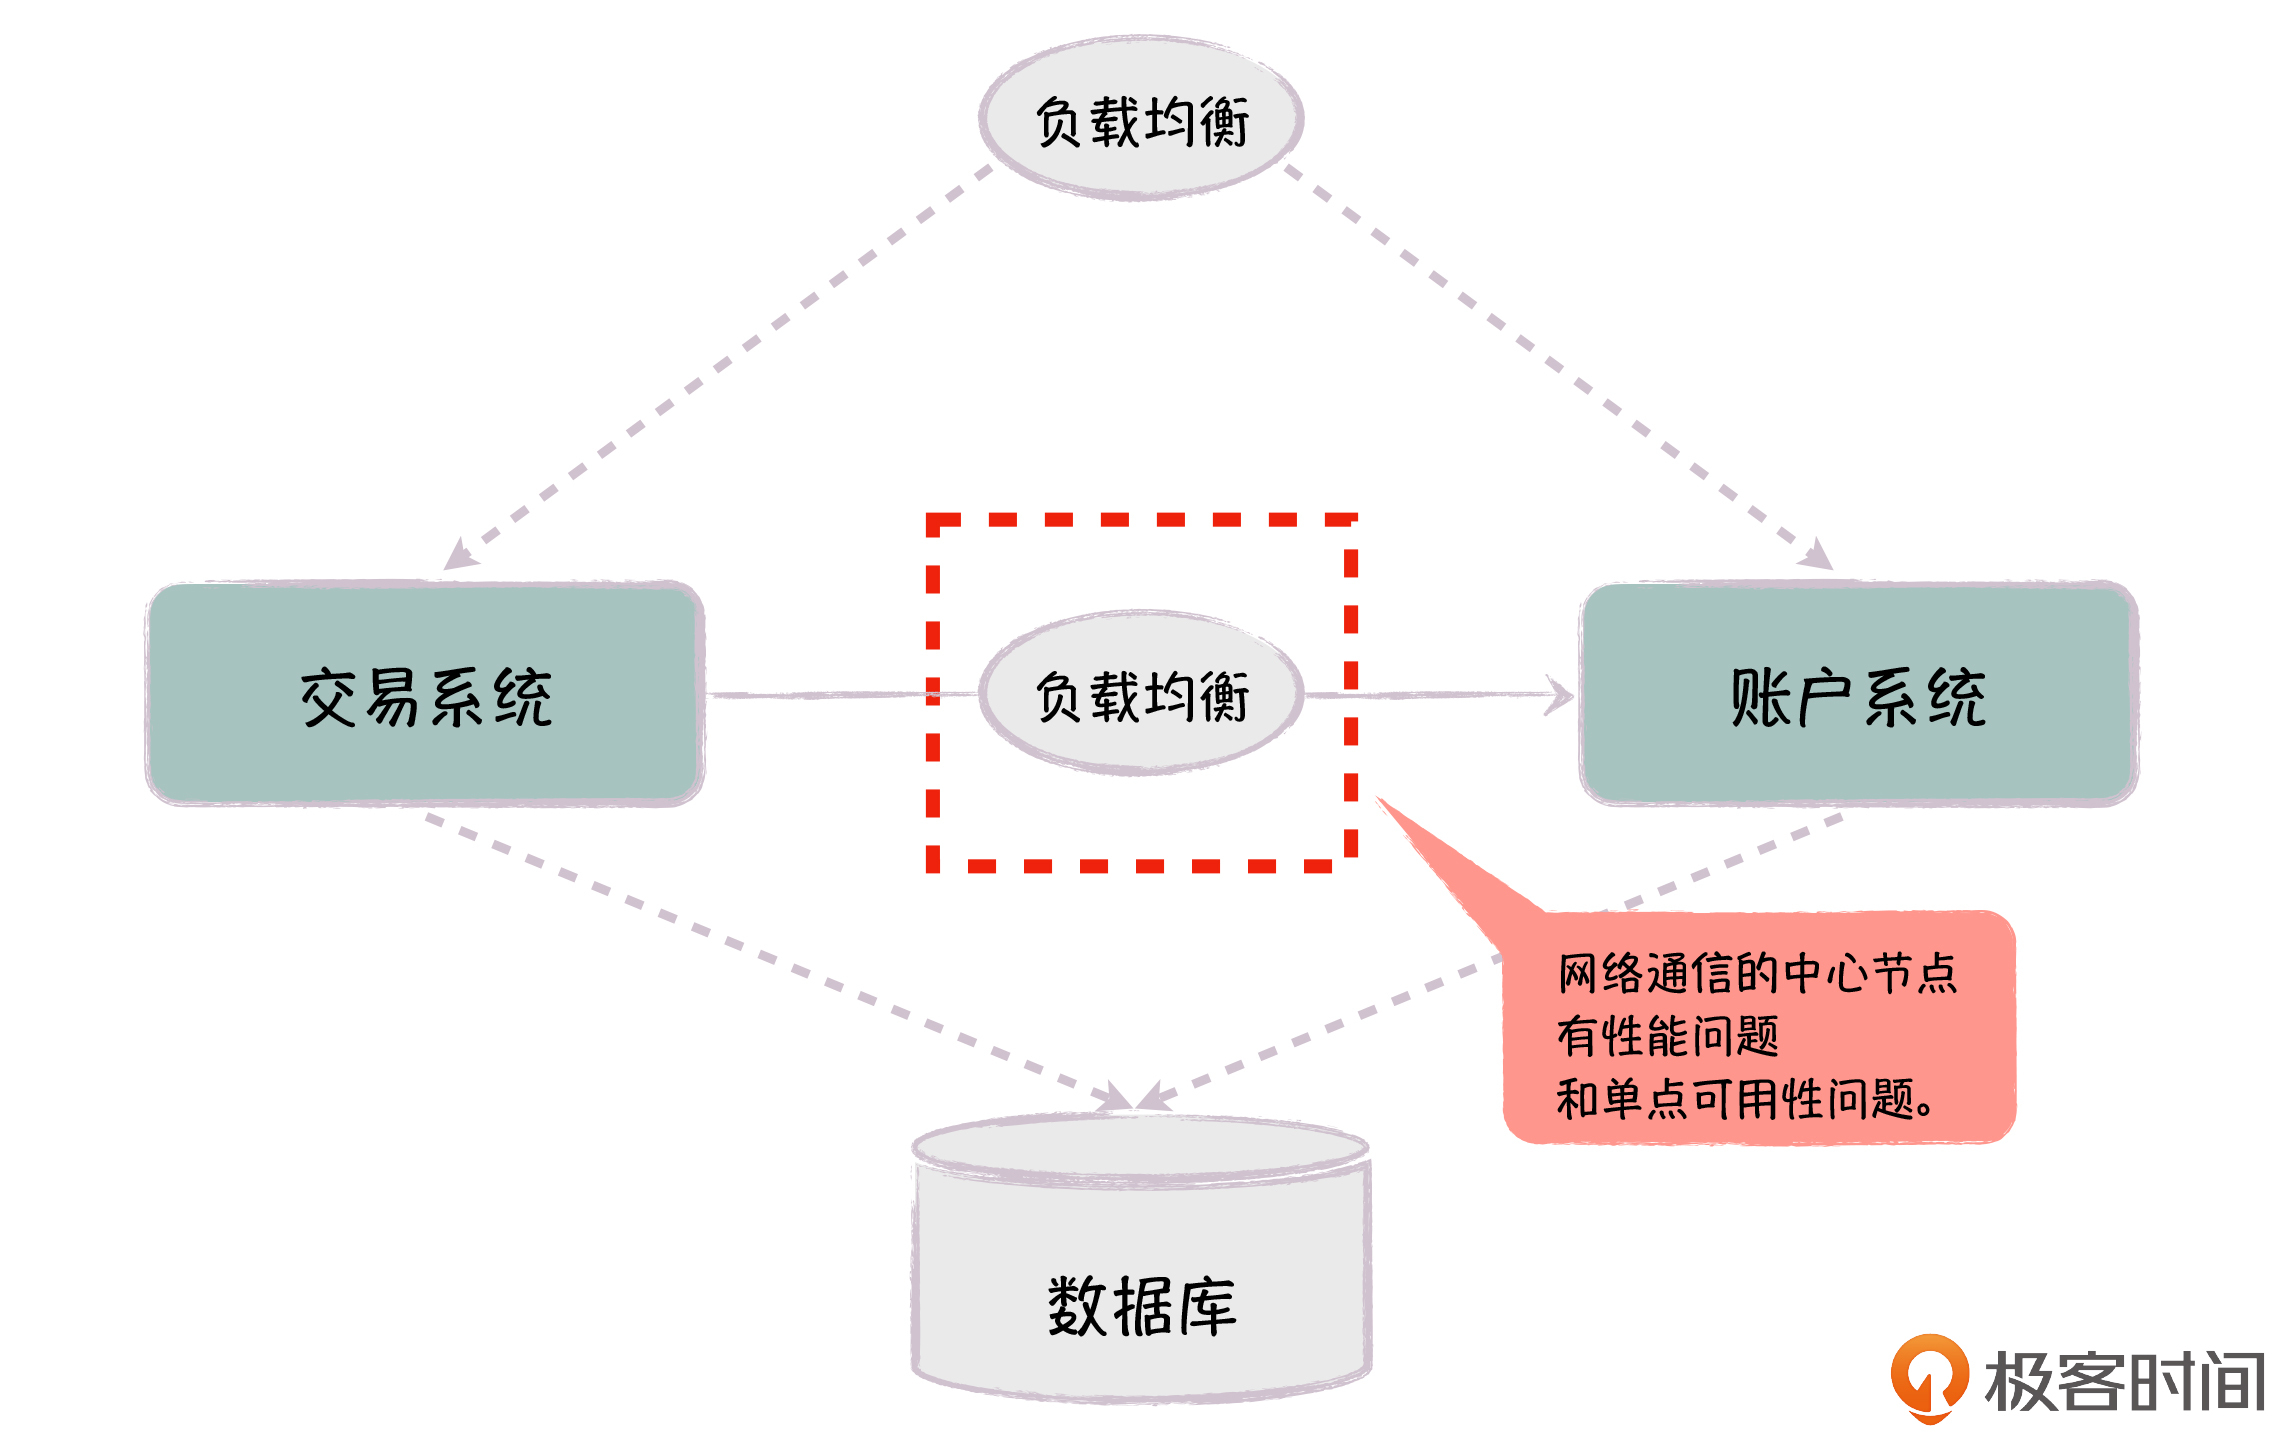 负载均衡
交易系统
负载均衡
账户系统
网络通信的中心节点
有性能问题
和单点可用性问题。
数据库
极客时间